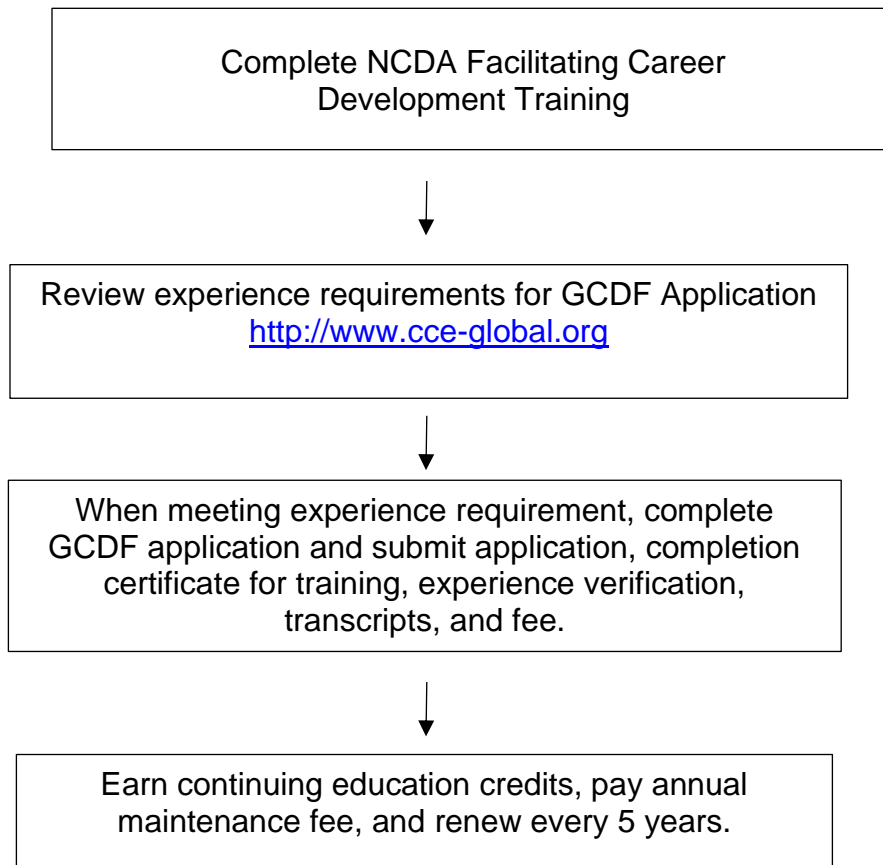 Complete NCDA Facilitating Career
Development Training
Review experience requirements for GCDF Application
http://www.cce-global.org
When meeting experience requirement, complete
GCDF application and submit application, completion
certificate for training, experience verification,
transcripts, and fee.
Earn continuing education credits, pay annual
maintenance fee, and renew every 5 years.